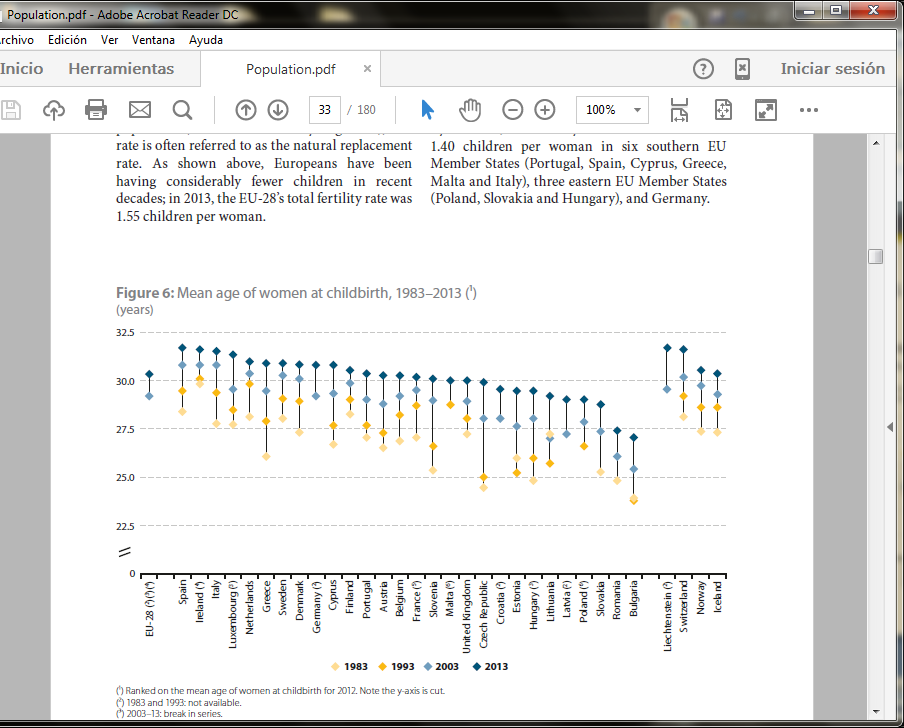 Population.pdf - Adobe Acrobat Reader DC
rchivo Edición Ver Ventana Ayuda
Inicio Herramientas Population.pdf × ? Iniciar sesión
33 / 180 100%
rate is often referred to as the natural replacement
rate. As shown above, Europeans have been
having considerably fewer children in recent
decades; in 2013, the EU-28's total fertility rate was
1.55 children per woman.
1.40 children per woman in six southern EU
Member States (Portugal, Spain, Cyprus, Greece,
Malta and Italy), three eastern EU Member States
(Poland, Slovakia and Hungary), and Germany.
Figure 6: Mean age of women at childbirth, 1983–2013 (¹)
(years)
32.5
30.0
27.5
25.0
22.5
0
EU-28 (²)(³)(⁴)
Spain
Ireland (⁴)
Italy
Luxembourg (³)
Netherlands
Greece
Sweden
Denmark
Germany (²)
Cyprus
Finland
Portugal
Austria
Belgium
France (⁵)
Slovenia
Malta (⁶)
United Kingdom
Czech Republic
Croatia (²)
Estonia
Hungary (³)
Lithuania
Latvia (²)
Poland (⁴)
Slovakia
Romania
Bulgaria
Liechtenstein (²)
Switzerland
Norway
Iceland
1983 1993 2003 2013
(¹) Ranked on the mean age of women at childbirth for 2012. Note the y-axis is cut.
(²) 1983 and 1993: not available.
(³) 2003–13: break in series.